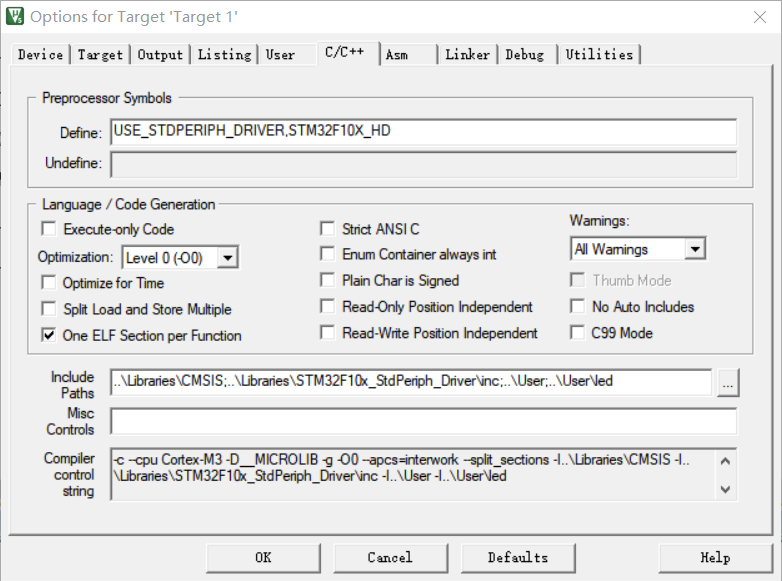 Options for Target 'Target 1'
Device Target Output Listing User C/C++ Asm Linker Debug Utilities
Preprocessor Symbols
Define: USE_STDPERIPH_DRIVER,STM32F10X_HD
Undefine:
Language / Code Generation
Execute-only Code
Strict ANSI C
Warnings:
Optimization: Level 0 (-O0)
Enum Container always int
All Warnings
Optimize for Time
Plain Char is Signed
Thumb Mode
Split Load and Store Multiple
Read-Only Position Independent
No Auto Includes
One ELF Section per Function
Read-Write Position Independent
C99 Mode
Include Paths
..\Libraries\CMSIS;..\Libraries\STM32F10x_StdPeriph_Driver\inc;..\User;..\User\led
...
Misc Controls
Compiler control string
-c --cpu Cortex-M3 -D__MICROLIB -g -O0 --apcs=interwork --split_sections -I..\Libraries\CMSIS -I..
\Libraries\STM32F10x_StdPeriph_Driver\inc -I..\User -I..\User\led
OK Cancel Defaults Help